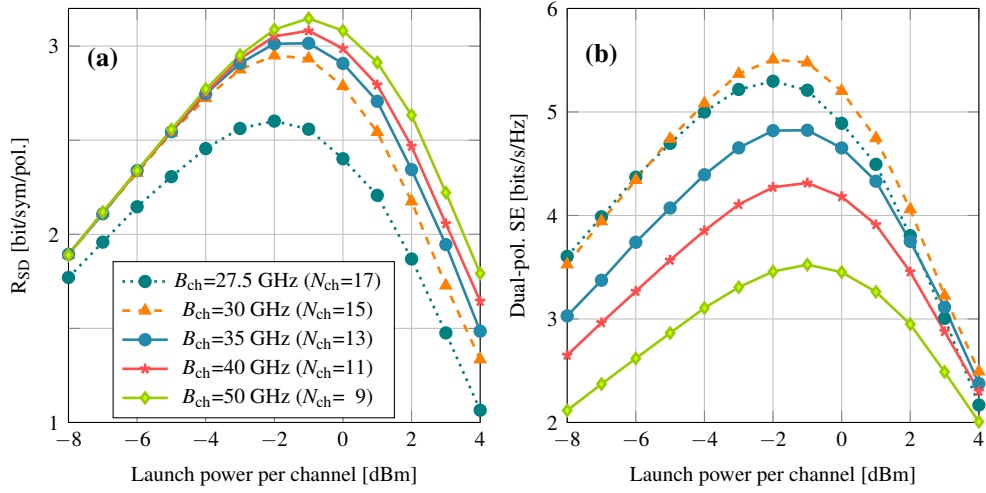 (a)
3
2
1
−8 −6 −4 −2 0 2 4
Launch power per channel [dBm]
R_SD [bit/sym/pol.]
B_ch=27.5 GHz (N_ch=17)
B_ch=30 GHz (N_ch=15)
B_ch=35 GHz (N_ch=13)
B_ch=40 GHz (N_ch=11)
B_ch=50 GHz (N_ch= 9)
(b)
6
5
4
3
2
−8 −6 −4 −2 0 2 4
Launch power per channel [dBm]
Dual-pol. SE [bits/s/Hz]